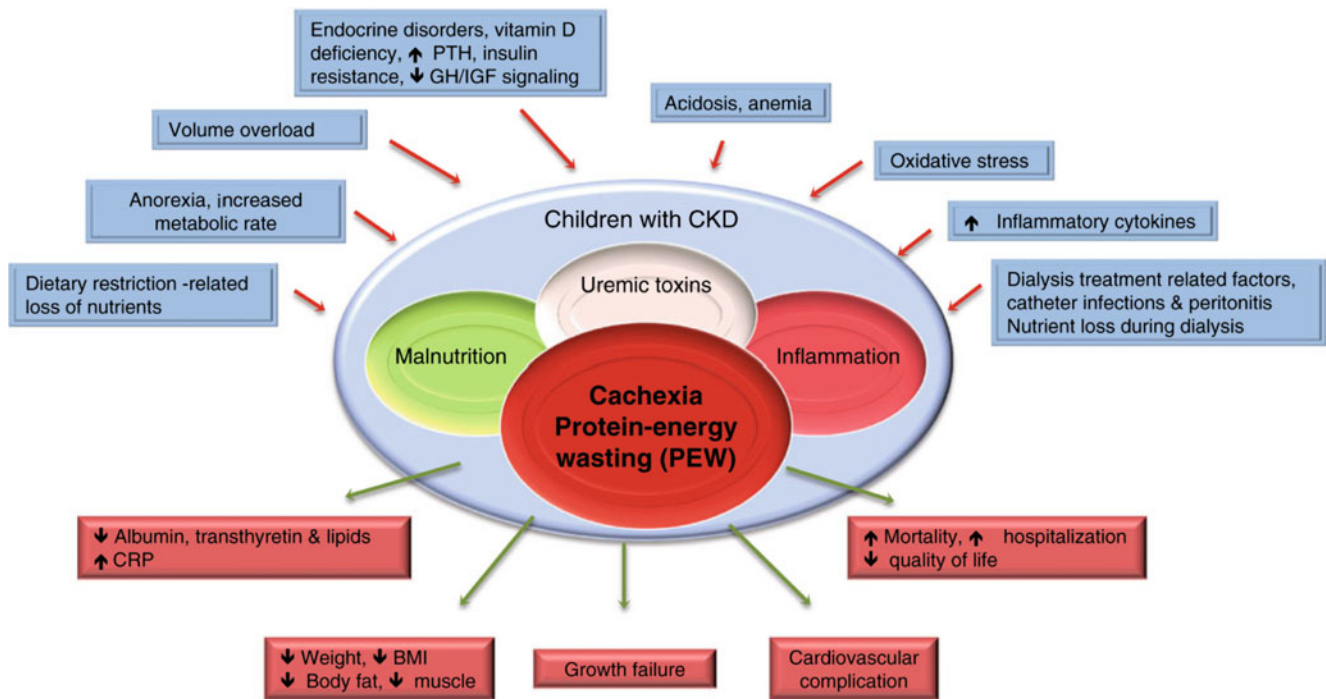 Endocrine disorders, vitamin D
deficiency, ↑ PTH, insulin
resistance, ↓ GH/IGF signaling
Acidosis, anemia
Volume overload
Oxidative stress
Anorexia, increased
metabolic rate
↑ Inflammatory cytokines
Dietary restriction -related
loss of nutrients
Dialysis treatment related factors,
catheter infections & peritonitis
Nutrient loss during dialysis
Children with CKD
Uremic toxins
Malnutrition
Inflammation
Cachexia
Protein-energy
wasting (PEW)
↓ Albumin, transthyretin & lipids
↑ CRP
↑ Mortality, ↑ hospitalization
↓ quality of life
↓ Weight, ↓ BMI
↓ Body fat, ↓ muscle
Growth failure
Cardiovascular
complication